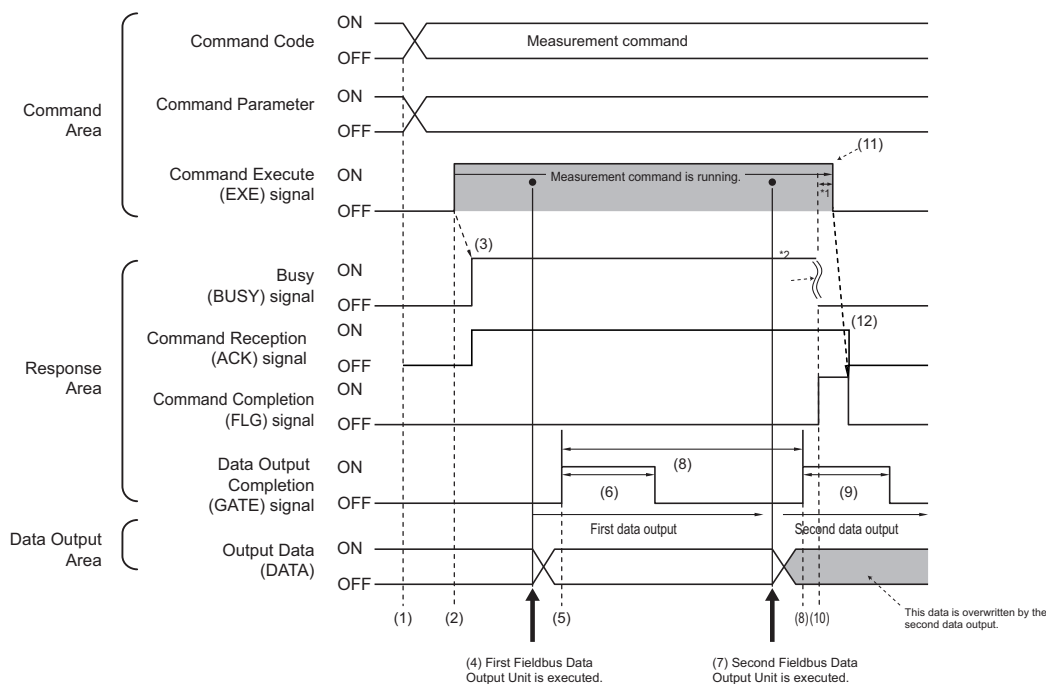 Command Area
Command Code
ON
OFF
Measurement command
Command Parameter
ON
OFF
Command Execute
(EXE) signal
ON
OFF
Measurement command is running.
*1
(11)
Response Area
Busy
(BUSY) signal
ON
OFF
(3)
*2
Command Reception
(ACK) signal
ON
OFF
(12)
Command Completion
(FLG) signal
ON
OFF
Data Output
Completion
(GATE) signal
ON
OFF
(8)
(6)
(9)
First data output
Second data output
Data Output
Area
Output Data
(DATA)
ON
OFF
This data is overwritten by the
second data output.
(1)
(2)
(5)
(8)
(10)
(4) First Fieldbus Data
Output Unit is executed.
(7) Second Fieldbus Data
Output Unit is executed.